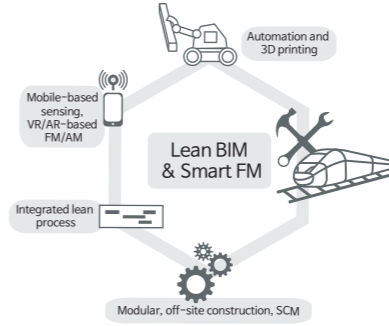 Automation and
3D printing
Mobile-based
sensing,
VR/AR-based
FM/AM
Lean BIM
& Smart FM
Integrated lean
process
Modular, off-site construction, SCM